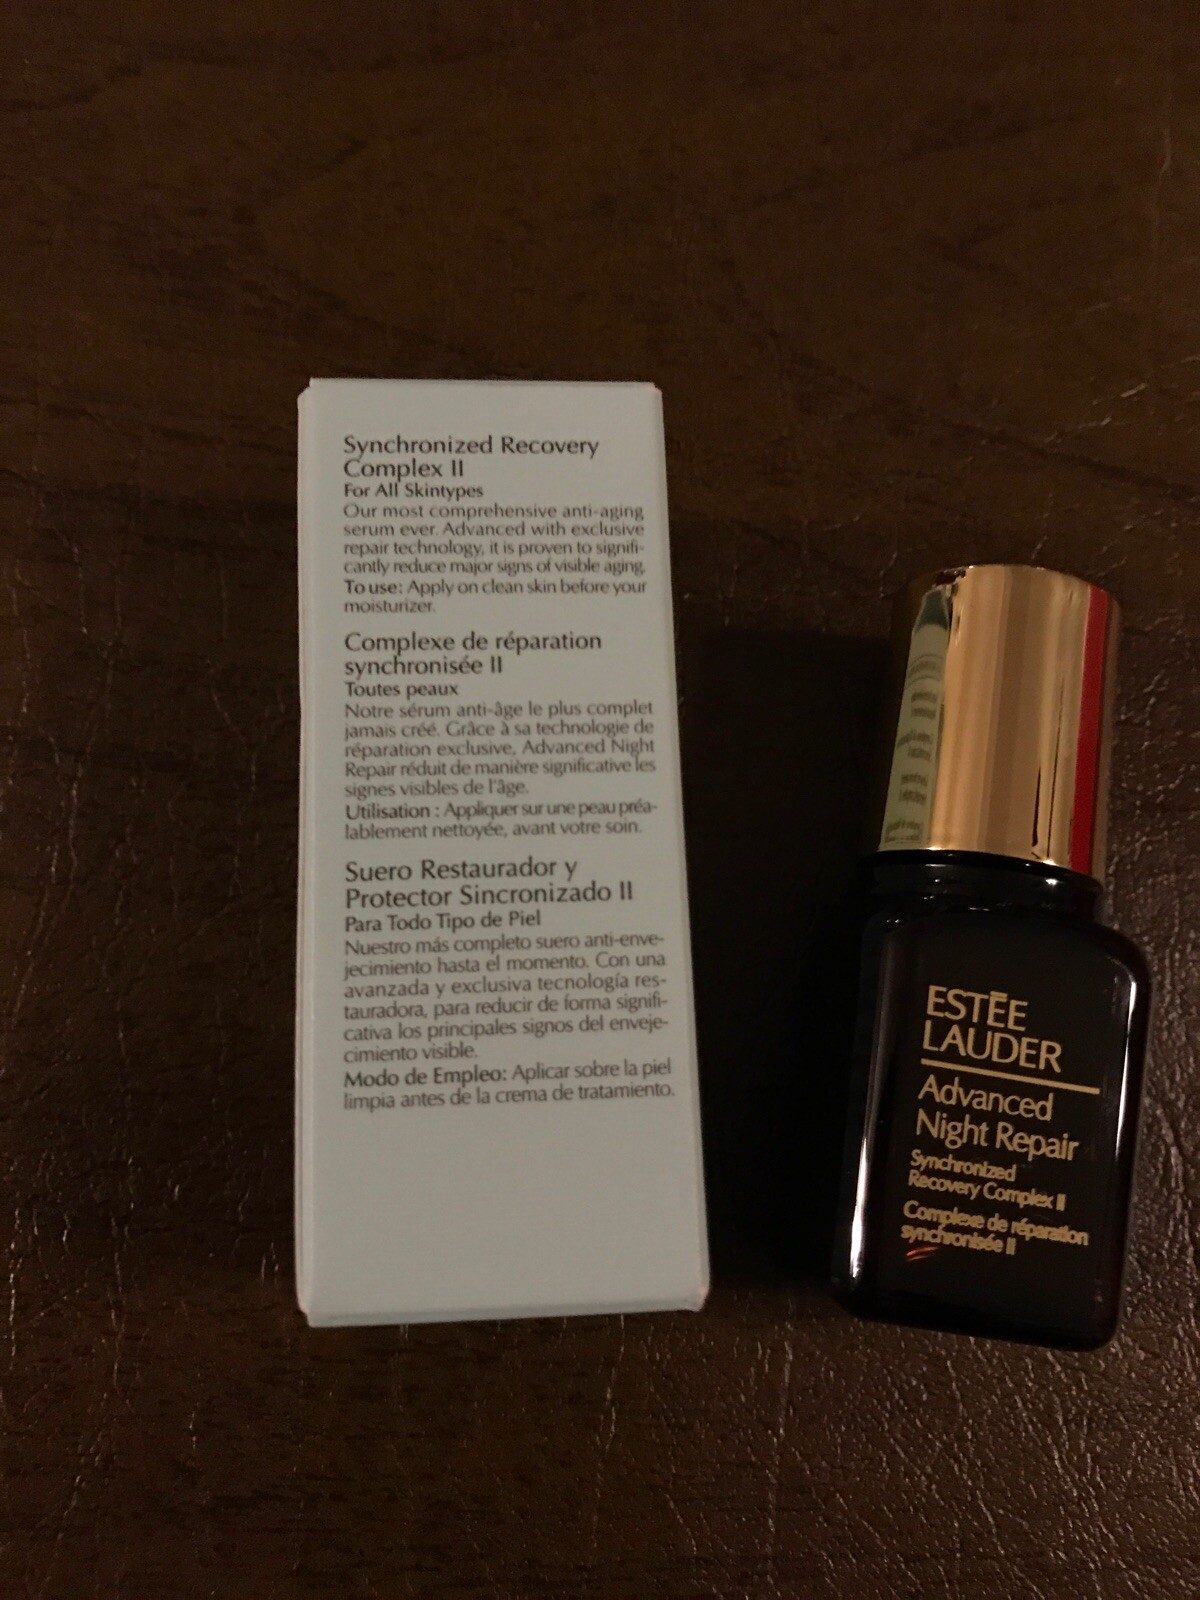 Synchronized Recovery
Complex II
For All Skintypes
Our most comprehensive anti-aging
serum ever. Advanced with exclusive
repair technology, it is proven to signifi-
cantly reduce major signs of visible aging.
To use: Apply on clean skin before your
moisturizer.
Complexe de réparation
synchronisée II
Toutes peaux
Notre sérum anti-âge le plus complet
jamais créé. Grâce à sa technologie de
réparation exclusive, Advanced Night
Repair réduit de manière significative les
signes visibles de l'âge.
Utilisation : Appliquer sur une peau préa-
lablement nettoyée, avant votre soin.
Suero Restaurador y
Protector Sincronizado II
Para Todo Tipo de Piel
Nuestro más completo suero anti-enve-
jecimiento hasta el momento. Con una
avanzada y exclusiva tecnología res-
tauradora, para reducir de forma signifi-
cativa los principales signos del enveje-
cimiento visible.
Modo de Empleo: Aplicar sobre la piel
limpia antes de la crema de tratamiento.
ESTĒE
LAUDER
Advanced
Night Repair
Synchronized
Recovery Complex II
Complexe de réparation
synchronisée II